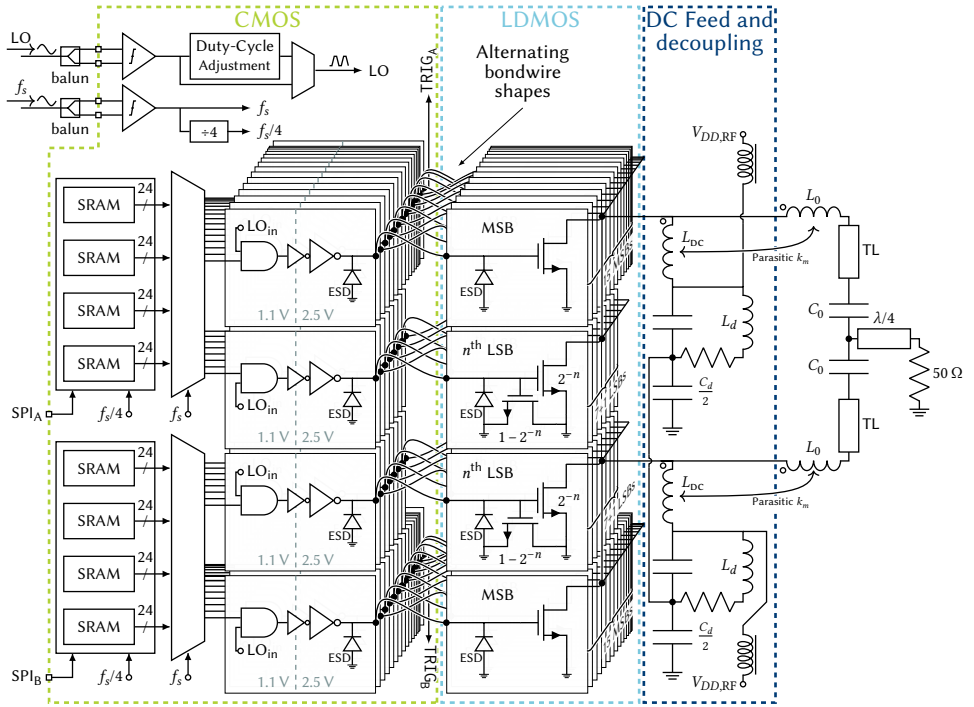 CMOS
LDMOS
DC Feed and
decoupling
LO
balun
Duty-Cycle
Adjustment
LO
f_s
balun
f_s
÷4
f_s/4
TRIG_A
Alternating
bondwire
shapes
V_DD,RF
24
SRAM
24
SRAM
24
SRAM
24
SRAM
SPI_A
f_s/4
f_s
LO_in
ESD
1.1 V
2.5 V
MSB
ESD
LO_in
ESD
1.1 V
2.5 V
n^th LSB
2^-n
ESD
1 – 2^-n
L_DC
Parasitic k_m
L_0
TL
C_0
L_d
λ/4
C_0
C_d
2
50 Ω
TL
24
SRAM
24
SRAM
24
SRAM
24
SRAM
SPI_B
f_s/4
f_s
LO_in
ESD
1.1 V
2.5 V
n^th LSB
2^-n
ESD
1 – 2^-n
LO_in
ESD
1.1 V
2.5 V
MSB
ESD
TRIG_B
L_DC
Parasitic k_m
L_0
L_d
C_d
2
V_DD,RF